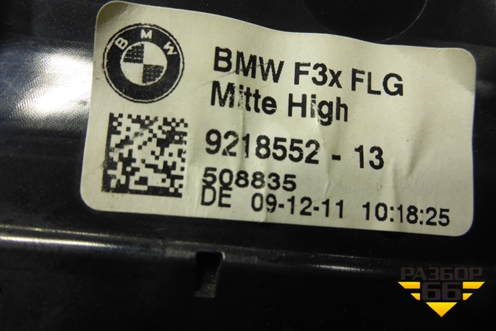 BMW
BMW F3x FLG
Mitte High
9218552 - 13
508835
DE 09-12-11 10:18:25
РАЗБОР
66